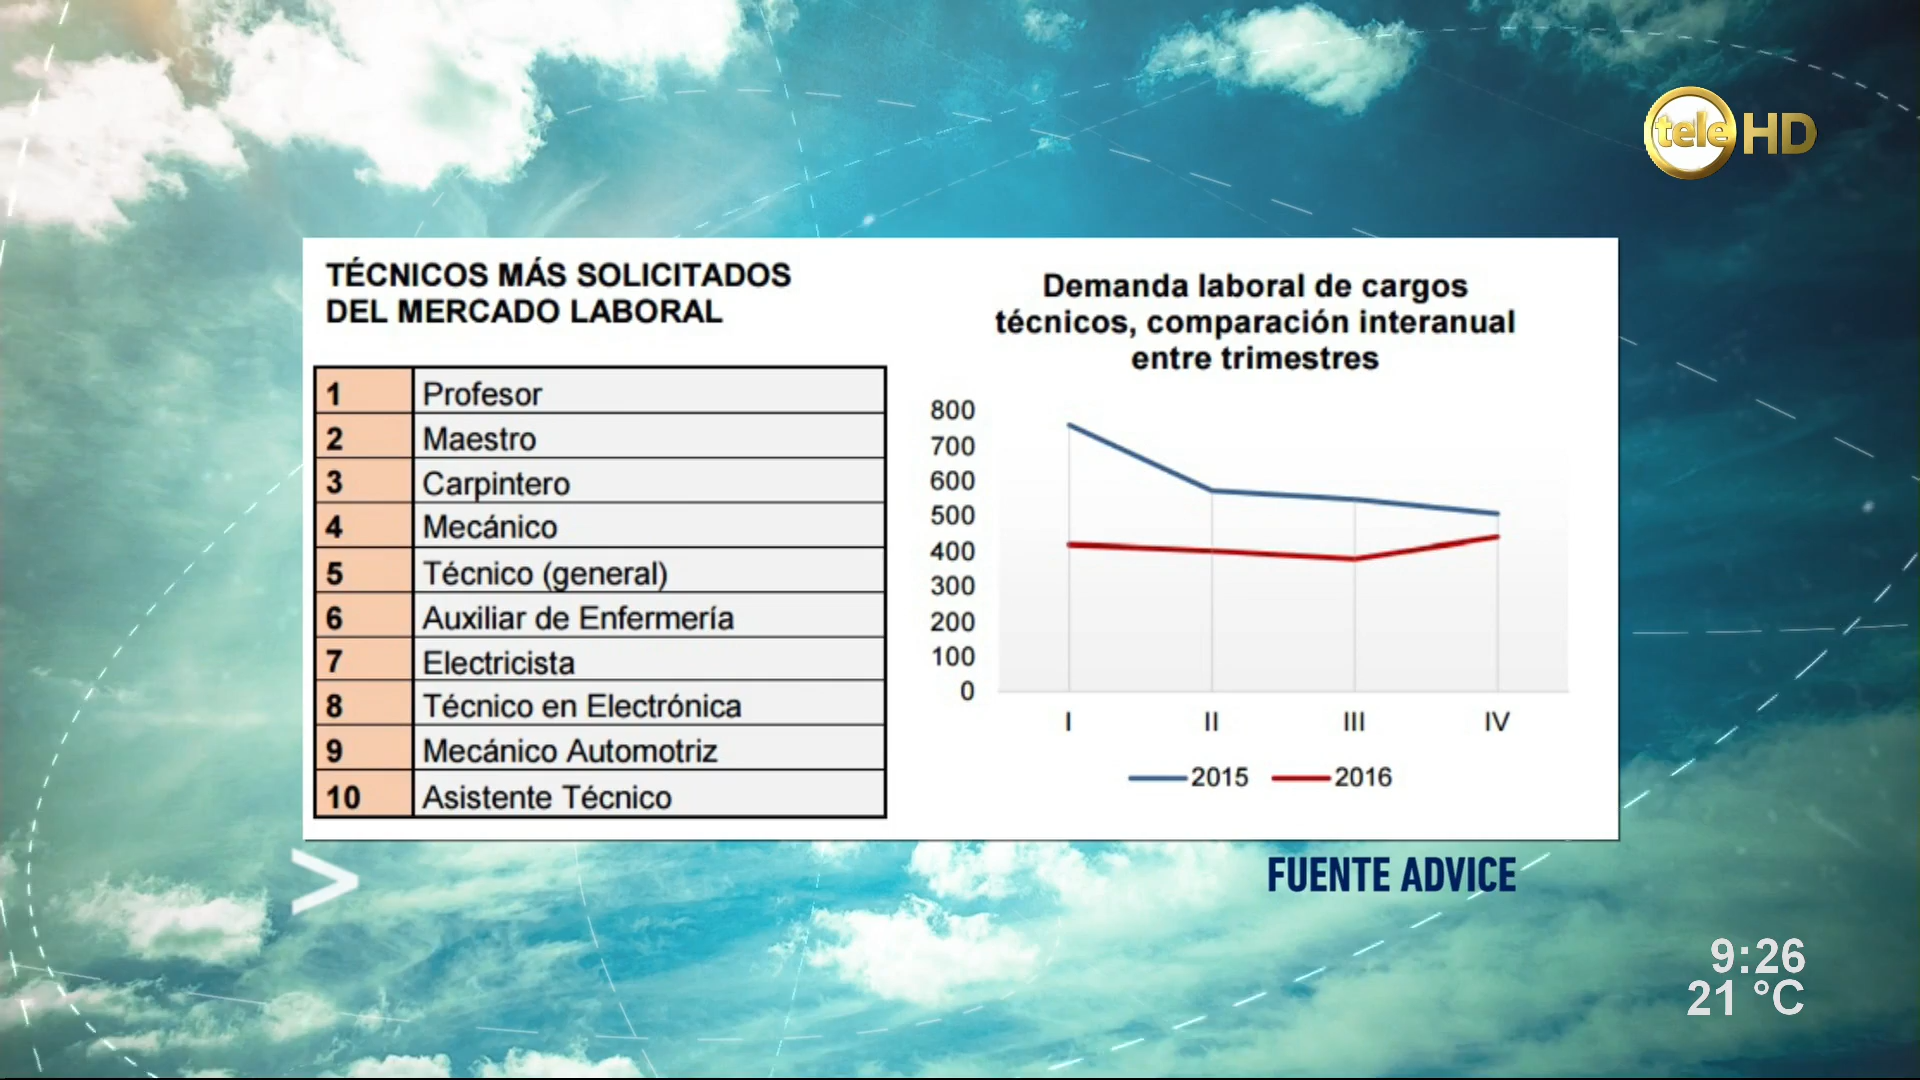 tele HD
TÉCNICOS MÁS SOLICITADOS
DEL MERCADO LABORAL
1 Profesor
2 Maestro
3 Carpintero
4 Mecánico
5 Técnico (general)
6 Auxiliar de Enfermería
7 Electricista
8 Técnico en Electrónica
9 Mecánico Automotriz
10 Asistente Técnico
Demanda laboral de cargos
técnicos, comparación interanual
entre trimestres
800
700
600
500
400
300
200
100
0
I II III IV
2015 2016
FUENTE ADVICE
9:26
21 °C